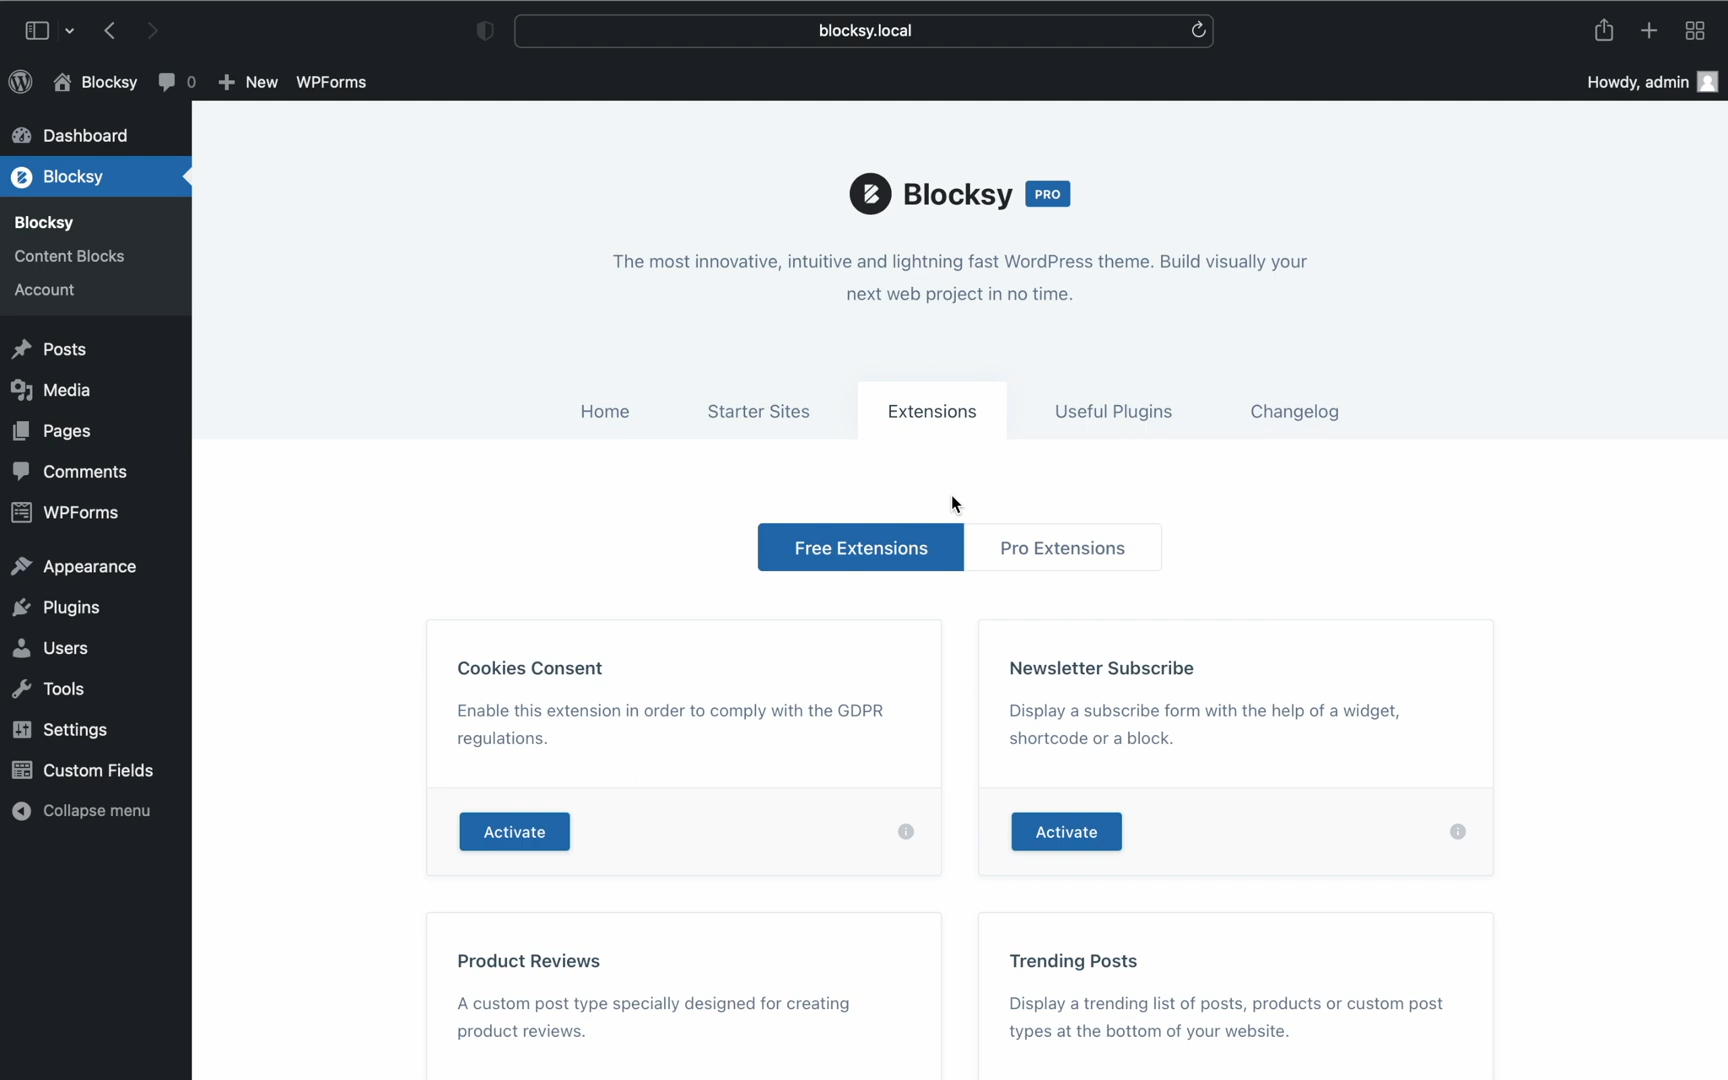 blocksy.local
Blocksy 0 New WPForms Howdy, admin
Dashboard
Blocksy
Blocksy
Content Blocks
Account
Posts
Media
Pages
Comments
WPForms
Appearance
Plugins
Users
Tools
Settings
Custom Fields
Collapse menu
Blocksy PRO
The most innovative, intuitive and lightning fast WordPress theme. Build visually your
next web project in no time.
Home Starter Sites Extensions Useful Plugins Changelog
Free Extensions Pro Extensions
Cookies Consent
Enable this extension in order to comply with the GDPR
regulations.
Activate
Newsletter Subscribe
Display a subscribe form with the help of a widget,
shortcode or a block.
Activate
Product Reviews
A custom post type specially designed for creating
product reviews.
Trending Posts
Display a trending list of posts, products or custom post
types at the bottom of your website.